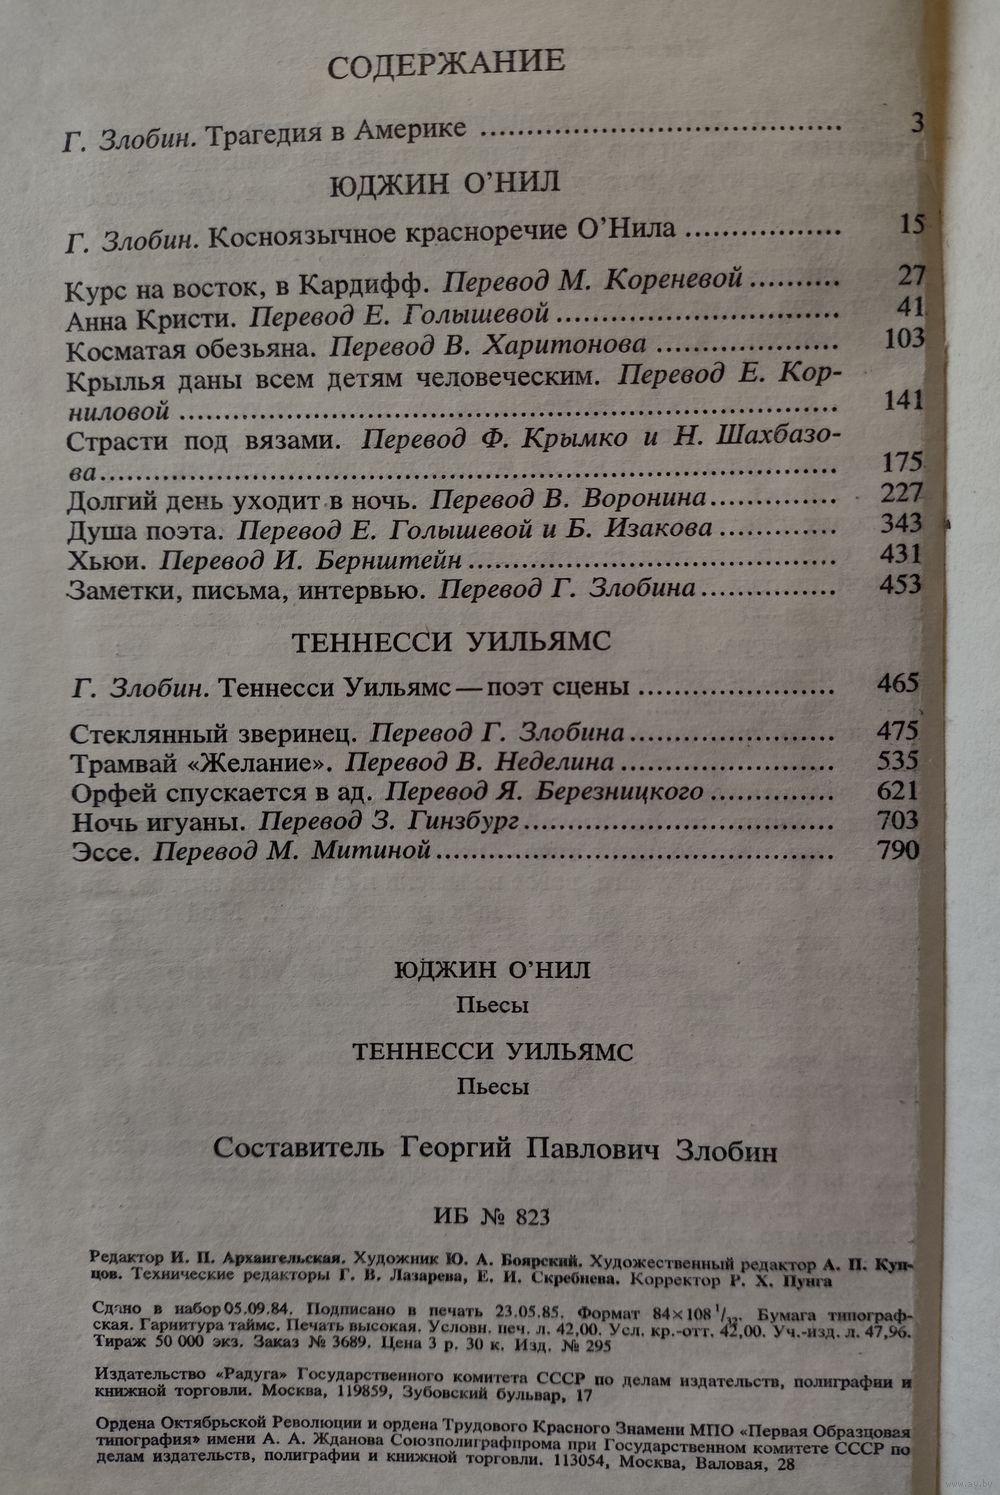 СОДЕРЖАНИЕ
Г. Злобин. Трагедия в Америке ........................................ 3
ЮДЖИН О'НИЛ
Г. Злобин. Косноязычное красноречие О'Нила ................. 15
Курс на восток, в Кардифф. Перевод М. Кореневой .......... 27
Анна Кристи. Перевод Е. Голышевой ............................... 41
Косматая обезьяна. Перевод В. Харитонова .................... 103
Крылья даны всем детям человеческим. Перевод Е. Кор-
ниловой ........................................................................ 141
Страсти под вязами. Перевод Ф. Крымко и Н. Шахбазо-
ва................................................................................ 175
Долгий день уходит в ночь. Перевод В. Воронина.............. 227
Душа поэта. Перевод Е. Голышевой и Б. Изакова ............. 343
Хьюи. Перевод И. Бернштейн ........................................ 431
Заметки, письма, интервью. Перевод Г. Злобина............... 453
ТЕННЕССИ УИЛЬЯМС
Г. Злобин. Теннесси Уильямс — поэт сцены ...................... 465
Стеклянный зверинец. Перевод Г. Злобина....................... 475
Трамвай «Желание». Перевод В. Неделина ........................ 535
Орфей спускается в ад. Перевод Я. Березницкого .............. 621
Ночь игуаны. Перевод З. Гинзбург.................................. 703
Эссе. Перевод М. Митиной............................................ 790
ЮДЖИН О'НИЛ
Пьесы
ТЕННЕССИ УИЛЬЯМС
Пьесы
Составитель Георгий Павлович Злобин
ИБ № 823
Редактор И. П. Архангельская. Художник Ю. А. Боярский. Художественный редактор А. П. Куп-
цов. Технические редакторы Г. В. Лазарева, Е. И. Скребнева. Корректор Р. Х. Пунга
Сдано в набор 05.09.84. Подписано в печать 23.05.85. Формат 84×108 1/32. Бумага типограф-
ская. Гарнитура таймс. Печать высокая. Условн. печ. л. 42,00. Усл. кр.-отт. 42,00. Уч.-изд. л. 47,96.
Тираж 50 000 экз. Заказ № 3689. Цена 3 р. 30 к. Изд. № 295
Издательство «Радуга» Государственного комитета СССР по делам издательств, полиграфии и
книжной торговли. Москва, 119859, Зубовский бульвар, 17
Ордена Октябрьской Революции и ордена Трудового Красного Знамени МПО «Первая Образцовая
типография» имени А. А. Жданова Союзполиграфпрома при Государственном комитете СССР по
делам издательств, полиграфии и книжной торговли. 113054, Москва, Валовая, 28
www.ay.by